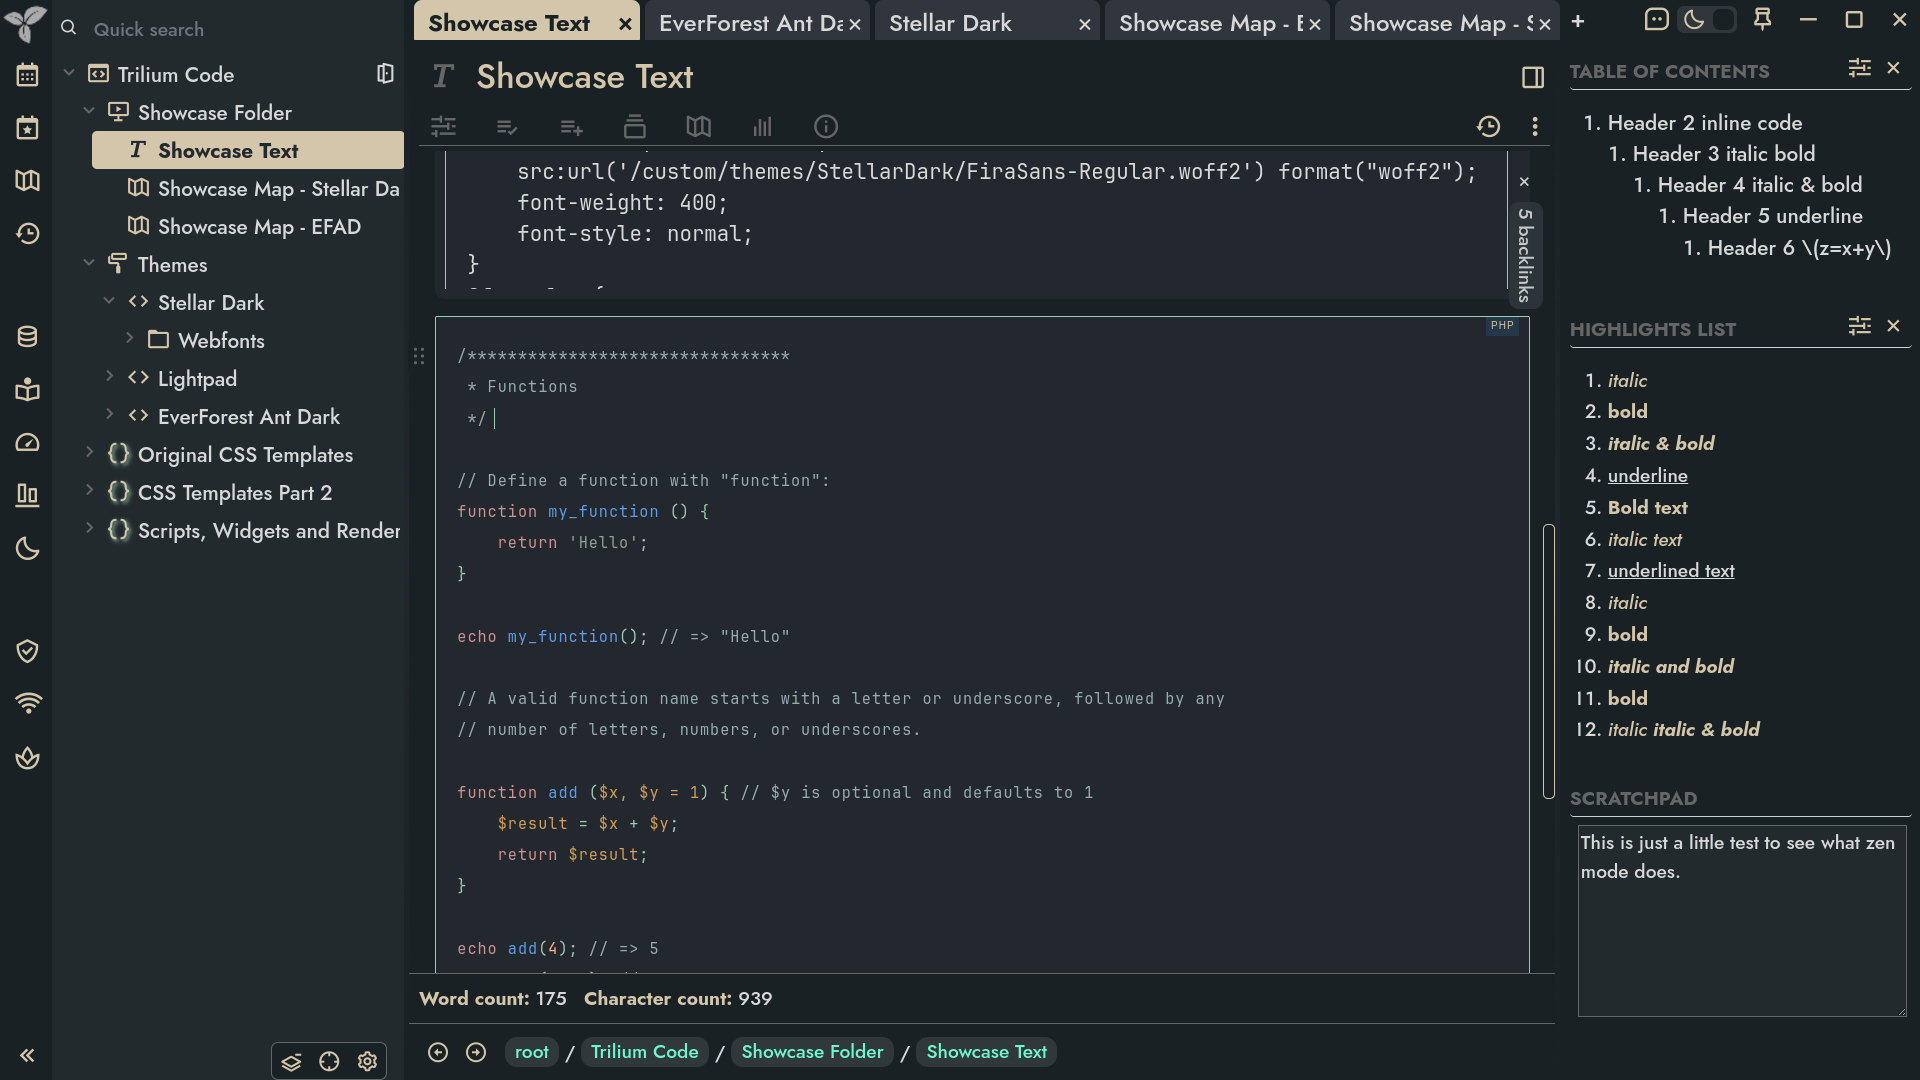 Quick search
Trilium Code
Showcase Folder
Showcase Text
Showcase Map - Stellar Da
Showcase Map - EFAD
Themes
Stellar Dark
Webfonts
Lightpad
EverForest Ant Dark
Original CSS Templates
CSS Templates Part 2
Scripts, Widgets and Render
Showcase Text
EverForest Ant Da
Stellar Dark
Showcase Map - E
Showcase Map - S
T Showcase Text
src:url('/custom/themes/StellarDark/FiraSans-Regular.woff2') format("woff2");
font-weight: 400;
font-style: normal;
}
5 backlinks
PHP
/********************************
* Functions
*/
// Define a function with "function":
function my_function () {
return 'Hello';
}
echo my_function(); // => "Hello"
// A valid function name starts with a letter or underscore, followed by any
// number of letters, numbers, or underscores.
function add ($x, $y = 1) { // $y is optional and defaults to 1
$result = $x + $y;
return $result;
}
echo add(4); // => 5
Word count: 175 Character count: 939
root / Trilium Code / Showcase Folder / Showcase Text
TABLE OF CONTENTS
1. Header 2 inline code
1. Header 3 italic bold
1. Header 4 italic & bold
1. Header 5 underline
1. Header 6 \(z=x+y\)
HIGHLIGHTS LIST
1. italic
2. bold
3. italic & bold
4. underline
5. Bold text
6. italic text
7. underlined text
8. italic
9. bold
10. italic and bold
11. bold
12. italic italic & bold
SCRATCHPAD
This is just a little test to see what zen
mode does.